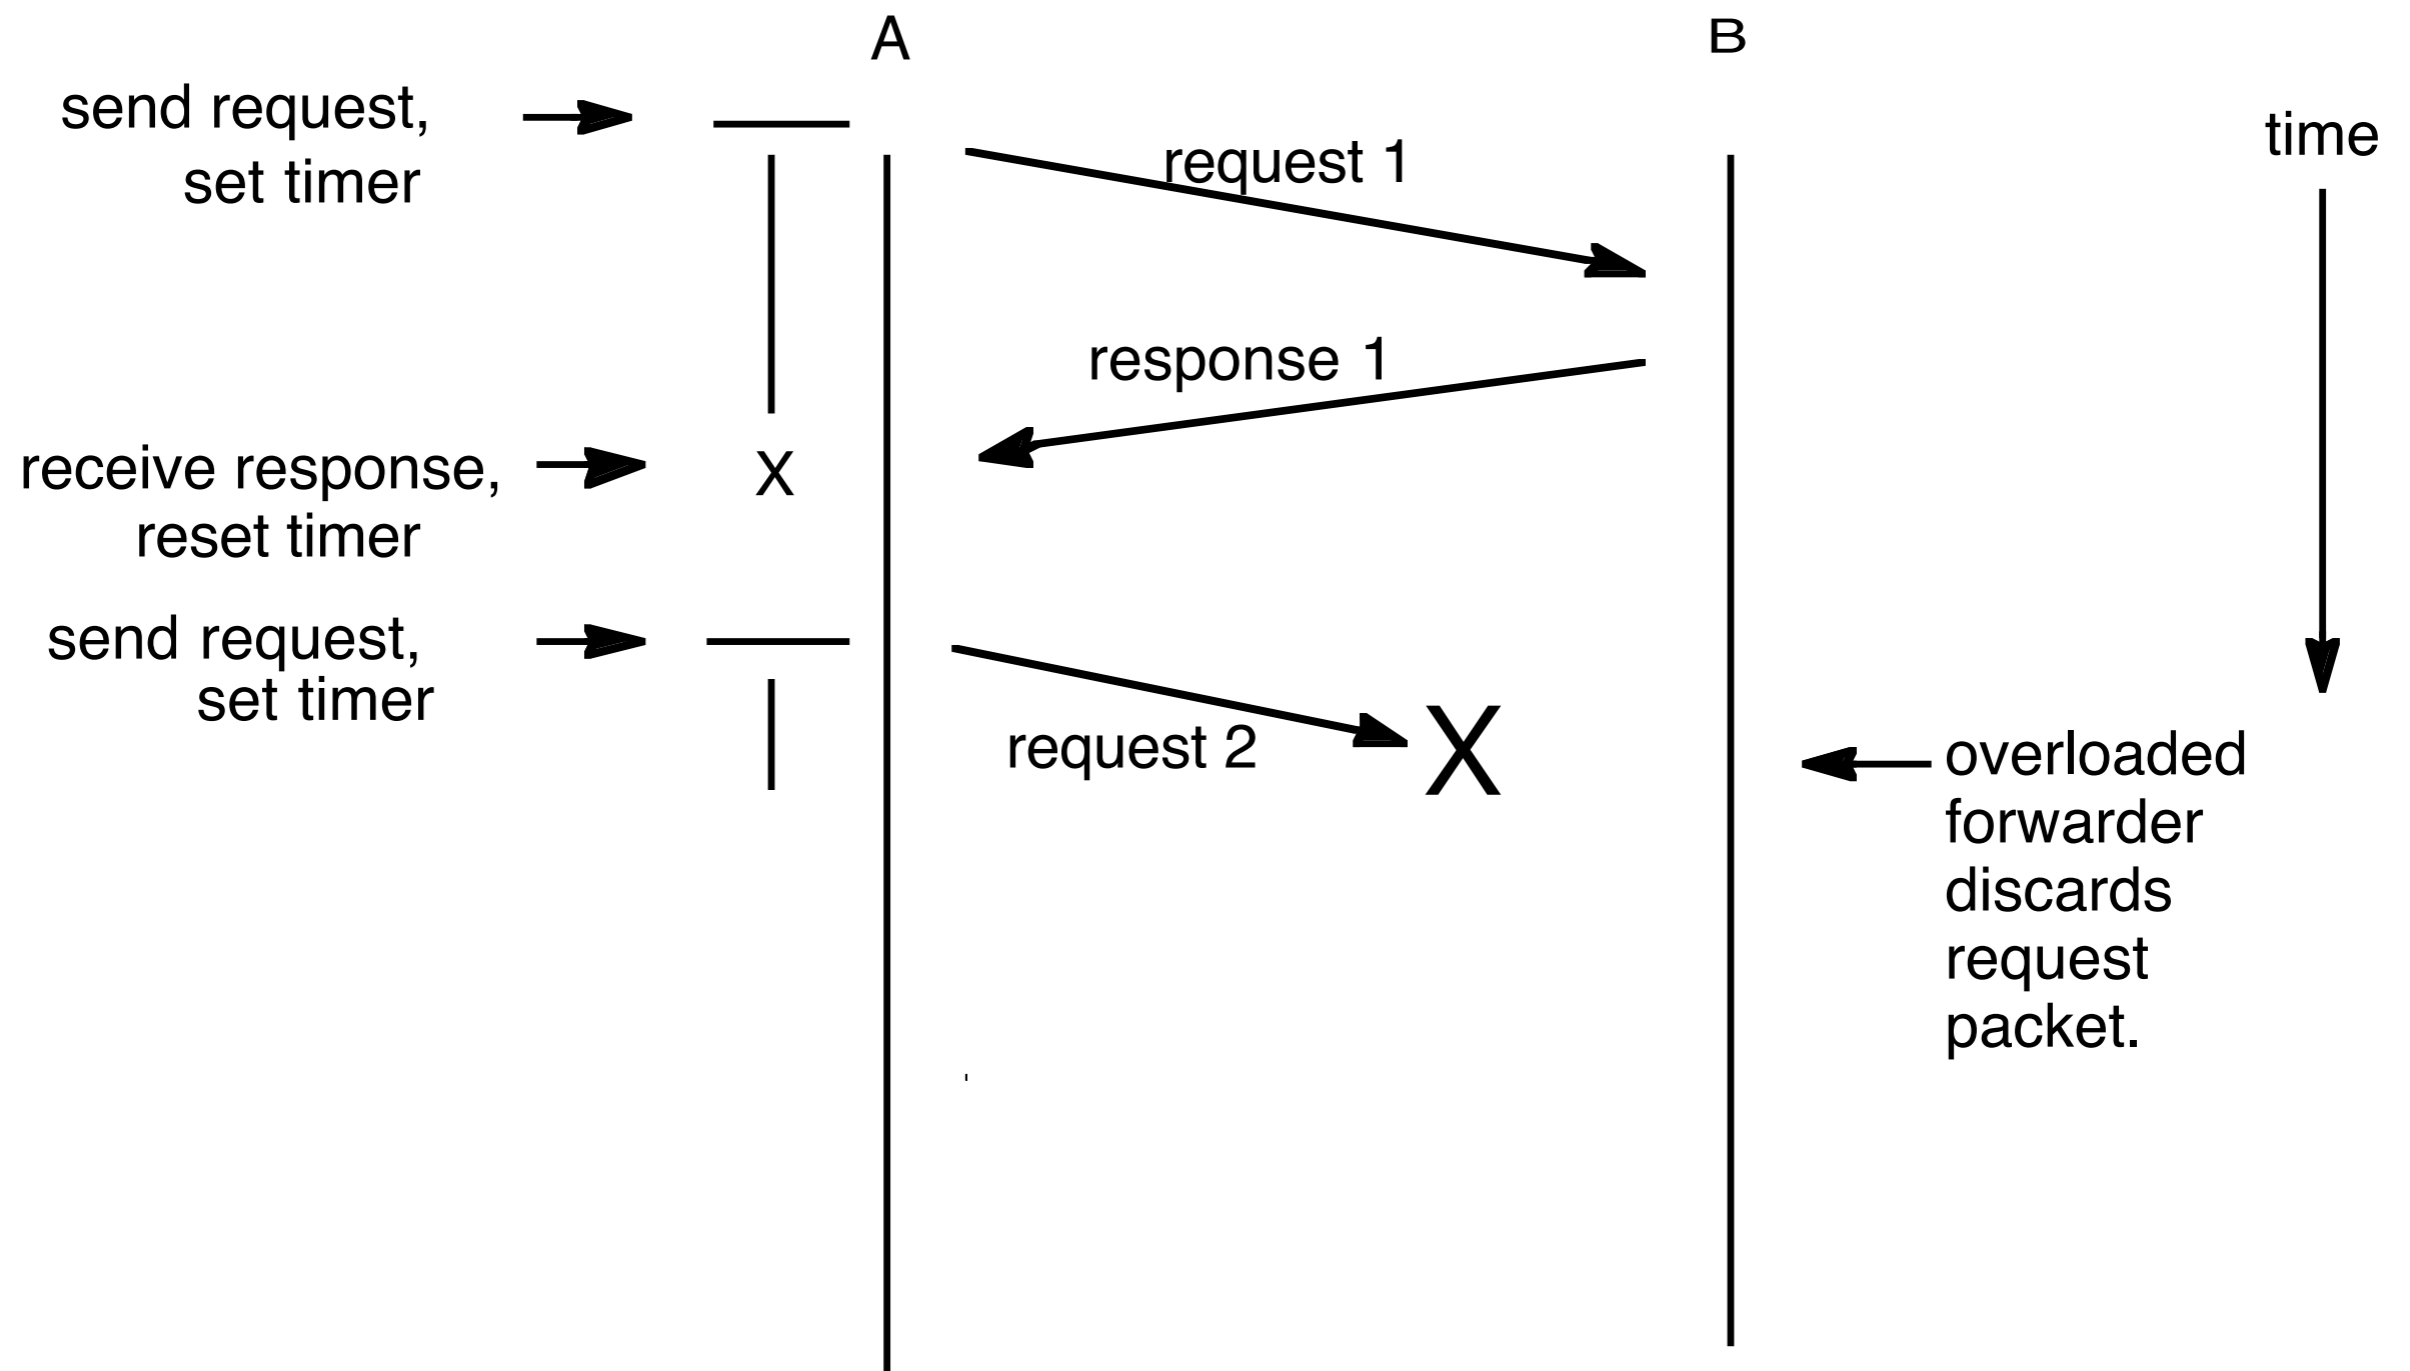 A
B
send request,
set timer
request 1
time
response 1
receive response,
reset timer
X
send request,
set timer
request 2
X
overloaded
forwarder
discards
request
packet.